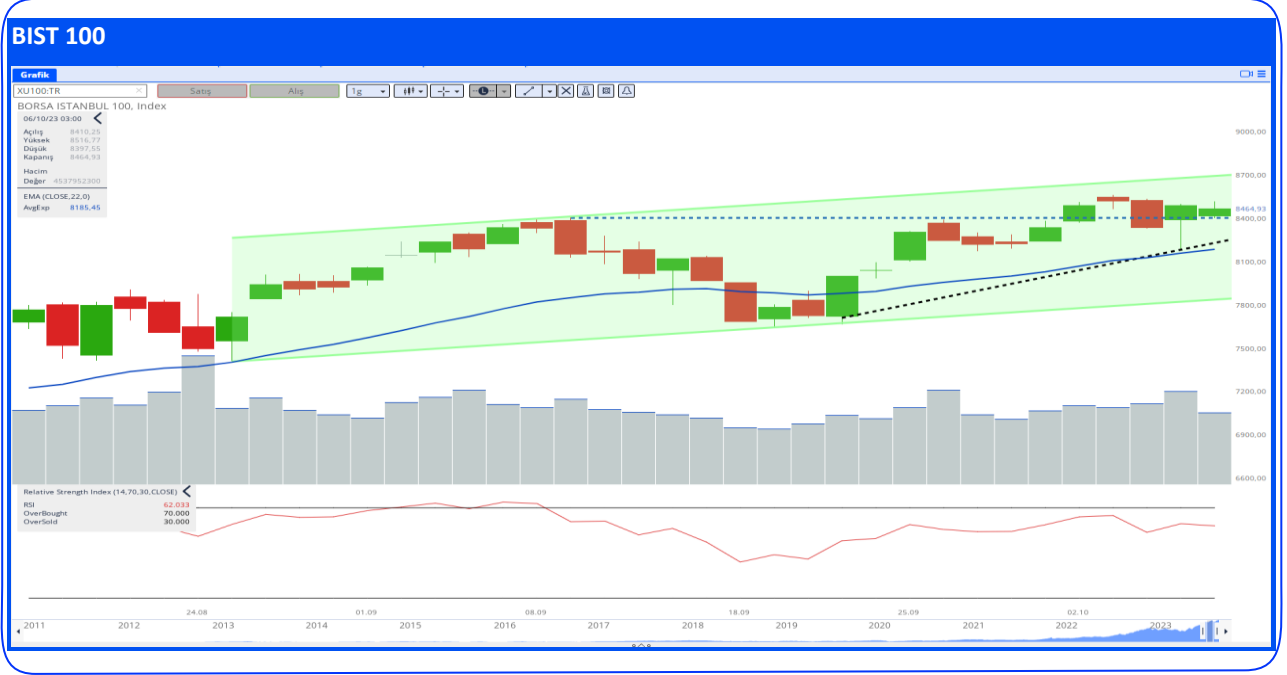 BIST 100
Grafik
XU100:TR
Satış
Alış
1g
L
BORSA ISTANBUL 100, Index
06/10/23 03:00
Açılış 8410,25
Yüksek 8516,77
Düşük 8397,55
Kapanış 8464,93
Hacim
Değer 4537952300
EMA (CLOSE,22,0)
AvgExp 8185,45
9000,00
8700,00
8464,93
8400,00
8100,00
7800,00
7500,00
7200,00
6900,00
6600,00
Relative Strength Index (14,70,30,CLOSE)
RSI 62.033
OverBought 70.000
OverSold 30.000
24.08 01.09 08.09 18.09 25.09 02.10
2011 2012 2013 2014 2015 2016 2017 2018 2019 2020 2021 2022 2023